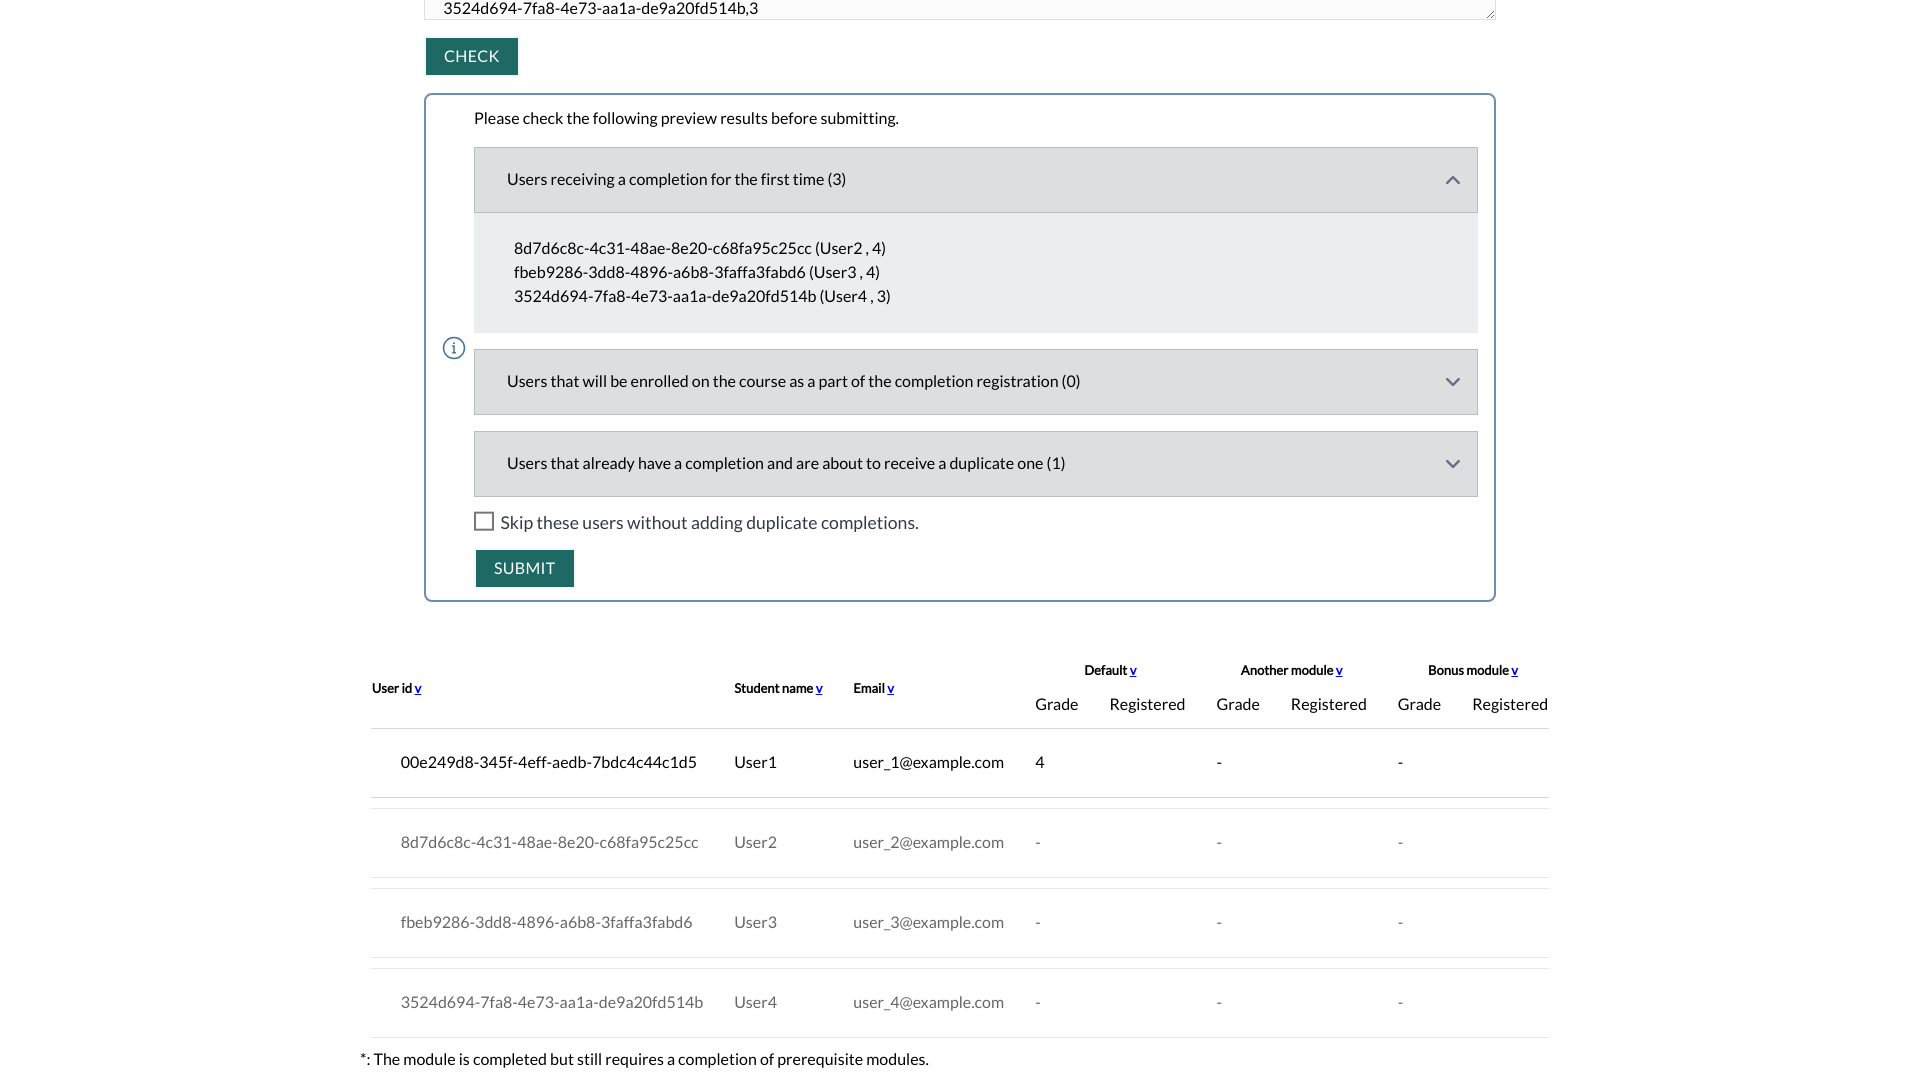 3524d694-7fa8-4e73-aa1a-de9a20fd514b,3
CHECK
Please check the following preview results before submitting.
Users receiving a completion for the first time (3)
8d7d6c8c-4c31-48ae-8e20-c68fa95c25cc (User2 , 4)
fbeb9286-3dd8-4896-a6b8-3faffa3fabd6 (User3 , 4)
3524d694-7fa8-4e73-aa1a-de9a20fd514b (User4 , 3)
Users that will be enrolled on the course as a part of the completion registration (0)
Users that already have a completion and are about to receive a duplicate one (1)
Skip these users without adding duplicate completions.
SUBMIT
Default v Another module v Bonus module v
User id v Student name v Email v
Grade Registered Grade Registered Grade Registered
00e249d8-345f-4eff-aedb-7bdc4c44c1d5 User1 user_1@example.com 4 - -
8d7d6c8c-4c31-48ae-8e20-c68fa95c25cc User2 user_2@example.com - - -
fbeb9286-3dd8-4896-a6b8-3faffa3fabd6 User3 user_3@example.com - - -
3524d694-7fa8-4e73-aa1a-de9a20fd514b User4 user_4@example.com - - -
*: The module is completed but still requires a completion of prerequisite modules.